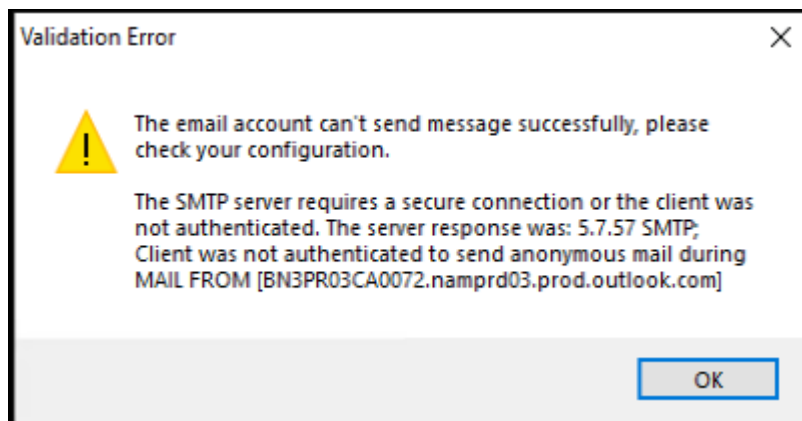 Validation Error
The email account can't send message successfully, please
check your configuration.
The SMTP server requires a secure connection or the client was
not authenticated. The server response was: 5.7.57 SMTP;
Client was not authenticated to send anonymous mail during
MAIL FROM [BN3PR03CA0072.namprd03.prod.outlook.com]
OK